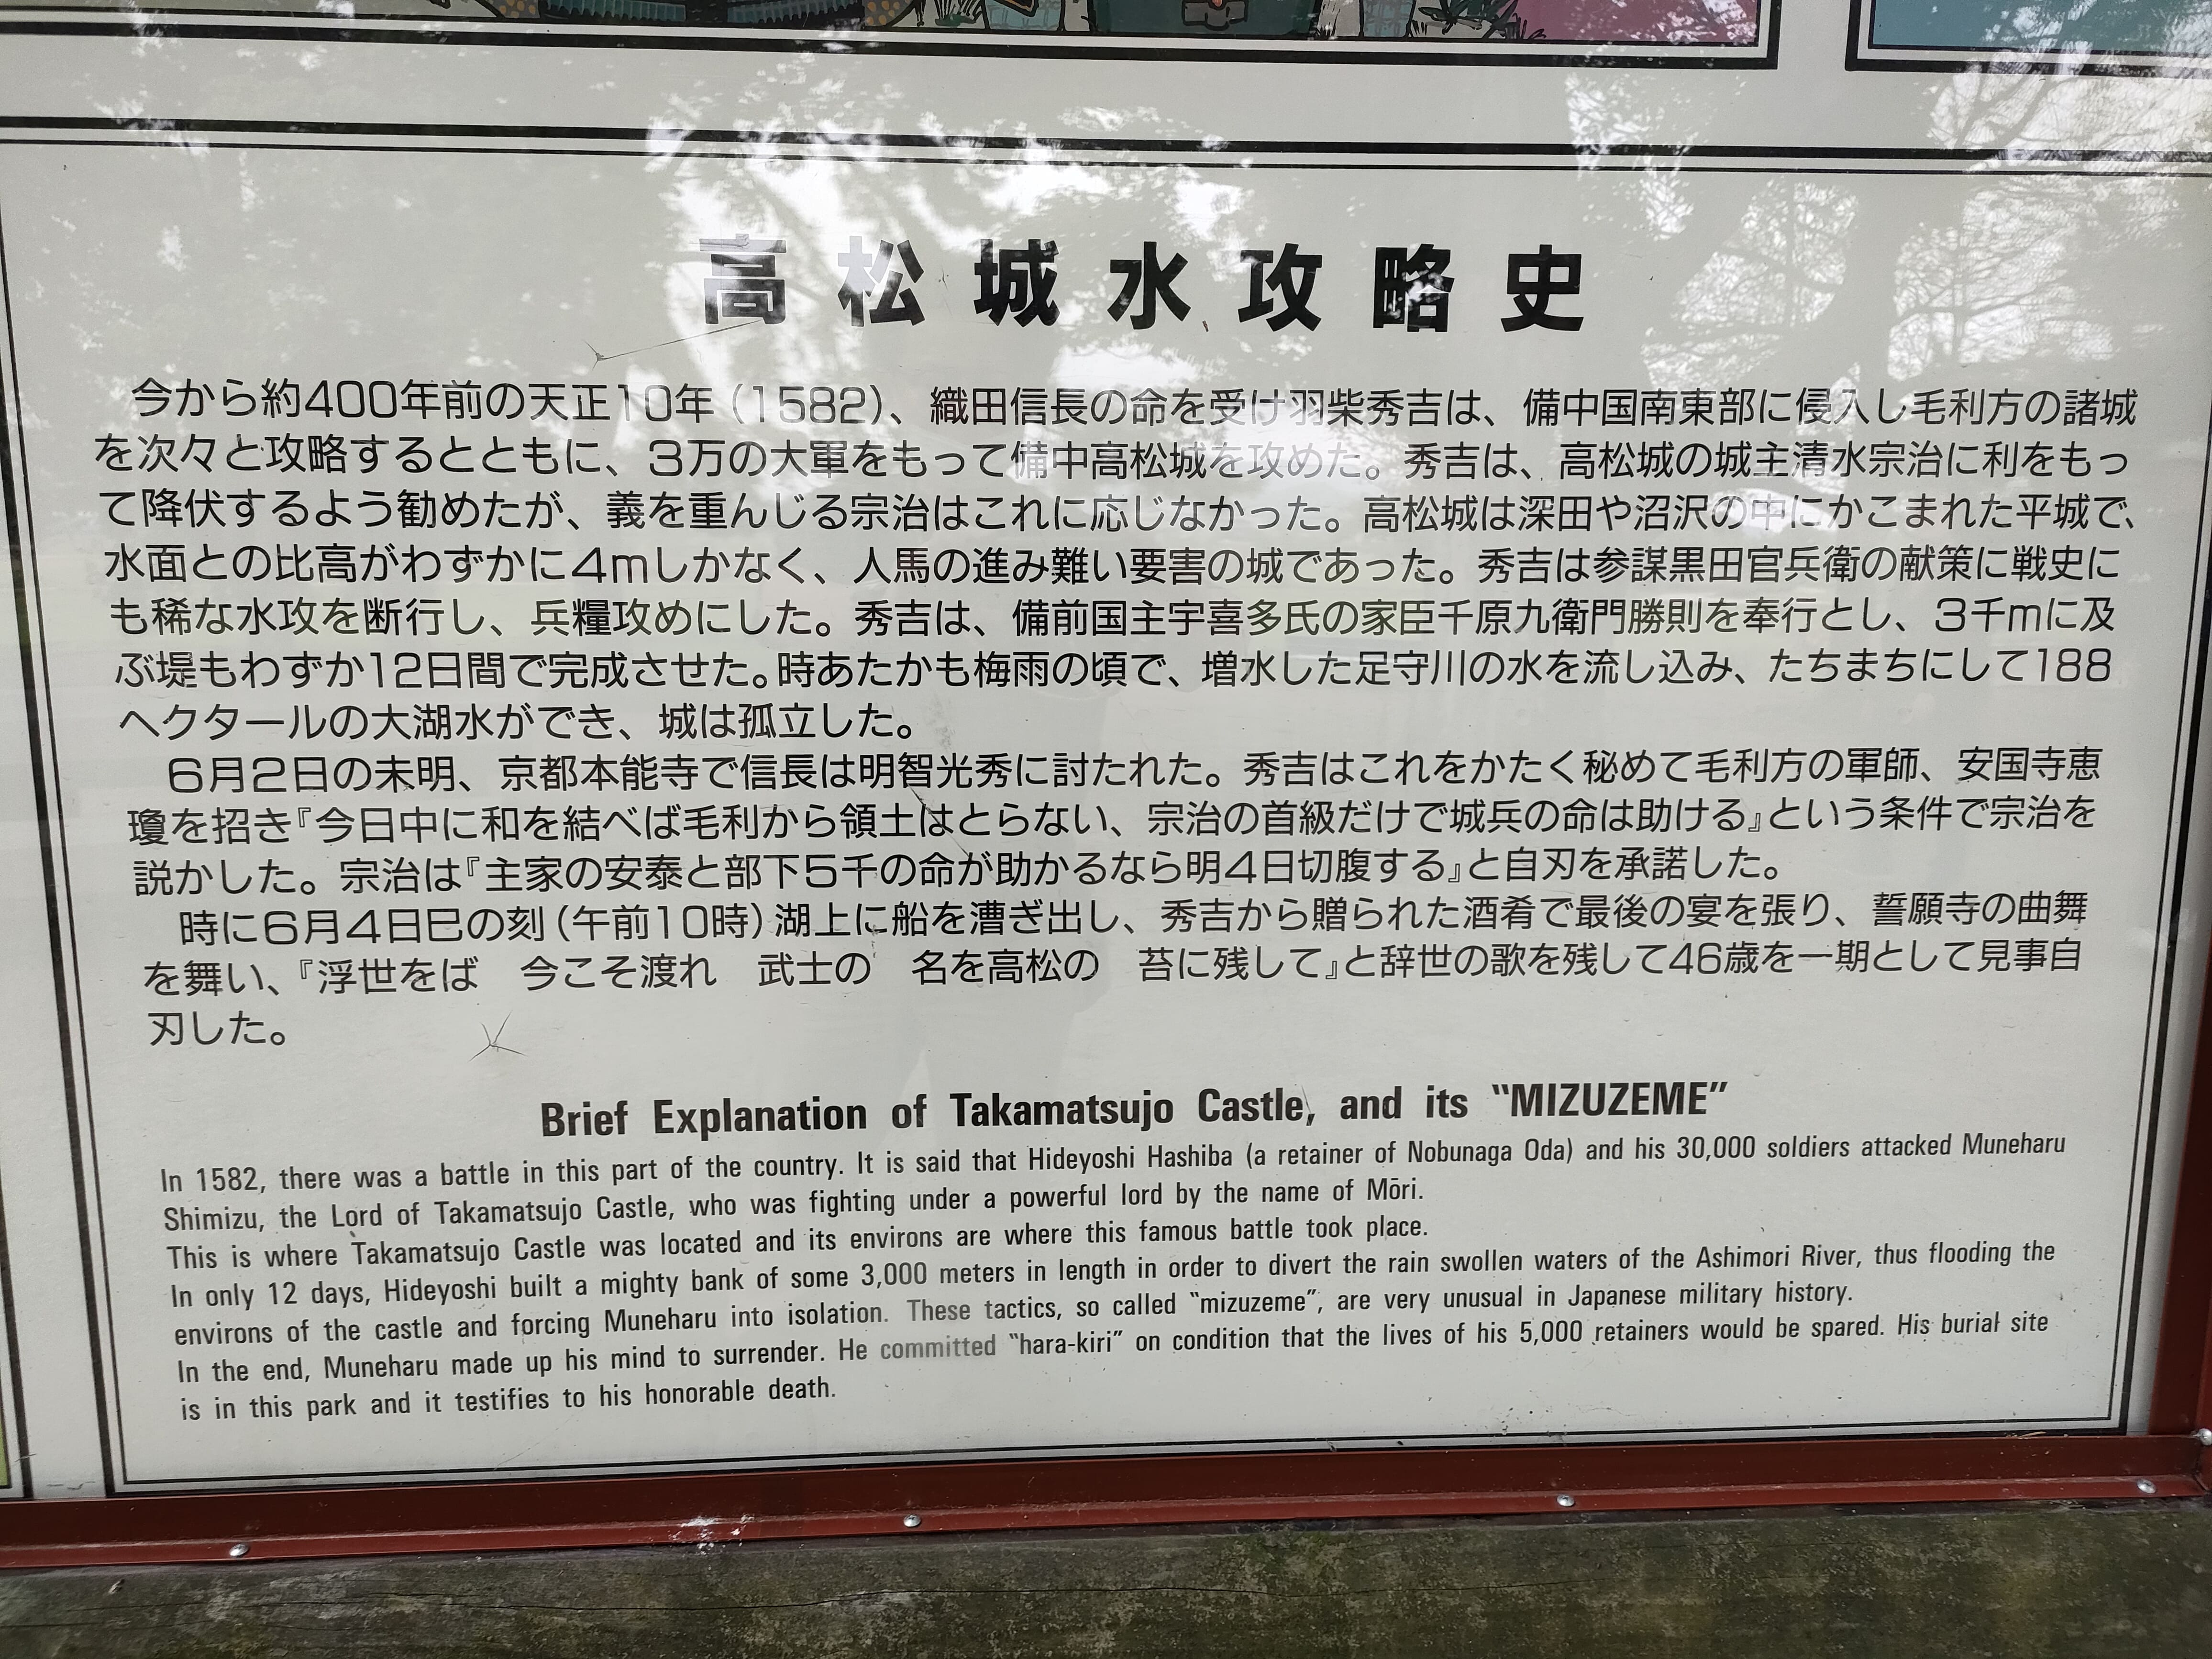 高松城水攻略史
今から約400年前の天正10年（1582）、織田信長の命を受け羽柴秀吉は、備中国南東部に侵入し毛利方の諸城
を次々と攻略するとともに、3万の大軍をもって備中高松城を攻めた。秀吉は、高松城の城主清水宗治に利をもっ
て降伏するよう勧めたが、義を重んじる宗治はこれに応じなかった。高松城は深田や沼沢の中にかこまれた平城で、
水面との比高がわずかに4mしかなく、人馬の進み難い要害の城であった。秀吉は参謀黒田官兵衛の献策に戦史に
も稀な水攻を断行し、兵糧攻めにした。秀吉は、備前国主宇喜多氏の家臣千原九衛門勝則を奉行とし、3千mに及
ぶ堤もわずか12日間で完成させた。時あたかも梅雨の頃で、増水した足守川の水を流し込み、たちまちにして188
ヘクタールの大湖水ができ、城は孤立した。
6月2日の未明、京都本能寺で信長は明智光秀に討たれた。秀吉はこれをかたく秘めて毛利方の軍師、安国寺恵
瓊を招き『今日中に和を結べば毛利から領土はとらない、宗治の首級だけで城兵の命は助ける』という条件で宗治を
説かした。宗治は『主家の安泰と部下5千の命が助かるなら明4日切腹する』と自刃を承諾した。
時に6月4日巳の刻（午前10時）湖上に船を漕ぎ出し、秀吉から贈られた酒肴で最後の宴を張り、誓願寺の曲舞
を舞い、『浮世をば　今こそ渡れ　武士の　名を高松の　苔に残して』と辞世の歌を残して46歳を一期として見事自
刃した。
Brief Explanation of Takamatsujo Castle, and its “MIZUZEME”
In 1582, there was a battle in this part of the country. It is said that Hideyoshi Hashiba (a retainer of Nobunaga Oda) and his 30,000 soldiers attacked Muneharu
Shimizu, the Lord of Takamatsujo Castle, who was fighting under a powerful lord by the name of Mōri.
This is where Takamatsujo Castle was located and its environs are where this famous battle took place.
In only 12 days, Hideyoshi built a mighty bank of some 3,000 meters in length in order to divert the rain swollen waters of the Ashimori River, thus flooding the
environs of the castle and forcing Muneharu into isolation. These tactics, so called “mizuzeme”, are very unusual in Japanese military history.
In the end, Muneharu made up his mind to surrender. He committed “hara-kiri” on condition that the lives of his 5,000 retainers would be spared. His burial site
is in this park and it testifies to his honorable death.